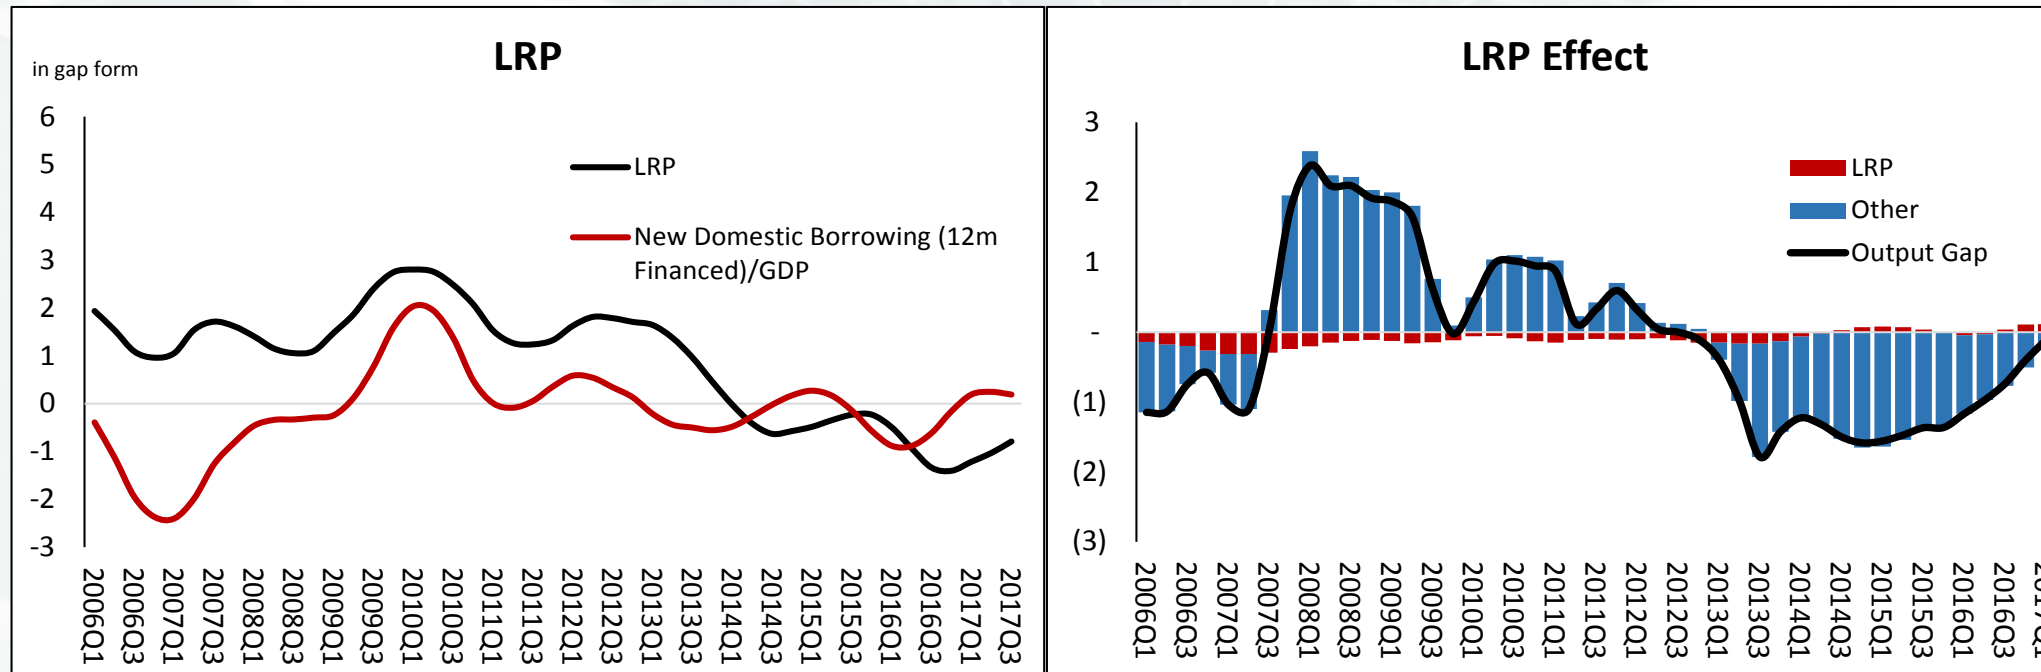 LRP
in gap form
6
5
4
3
2
1
0
-1
-2
-3
LRP
New Domestic Borrowing (12m
Financed)/GDP
2006Q1
2006Q3
2007Q1
2007Q3
2008Q1
2008Q3
2009Q1
2009Q3
2010Q1
2010Q3
2011Q1
2011Q3
2012Q1
2012Q3
2013Q1
2013Q3
2014Q1
2014Q3
2015Q1
2015Q3
2016Q1
2016Q3
2017Q1
2017Q3
LRP Effect
3
2
1
-
(1)
(2)
(3)
LRP
Other
Output Gap
2006Q1
2006Q3
2007Q1
2007Q3
2008Q1
2008Q3
2009Q1
2009Q3
2010Q1
2010Q3
2011Q1
2011Q3
2012Q1
2012Q3
2013Q1
2013Q3
2014Q1
2014Q3
2015Q1
2015Q3
2016Q1
2016Q3